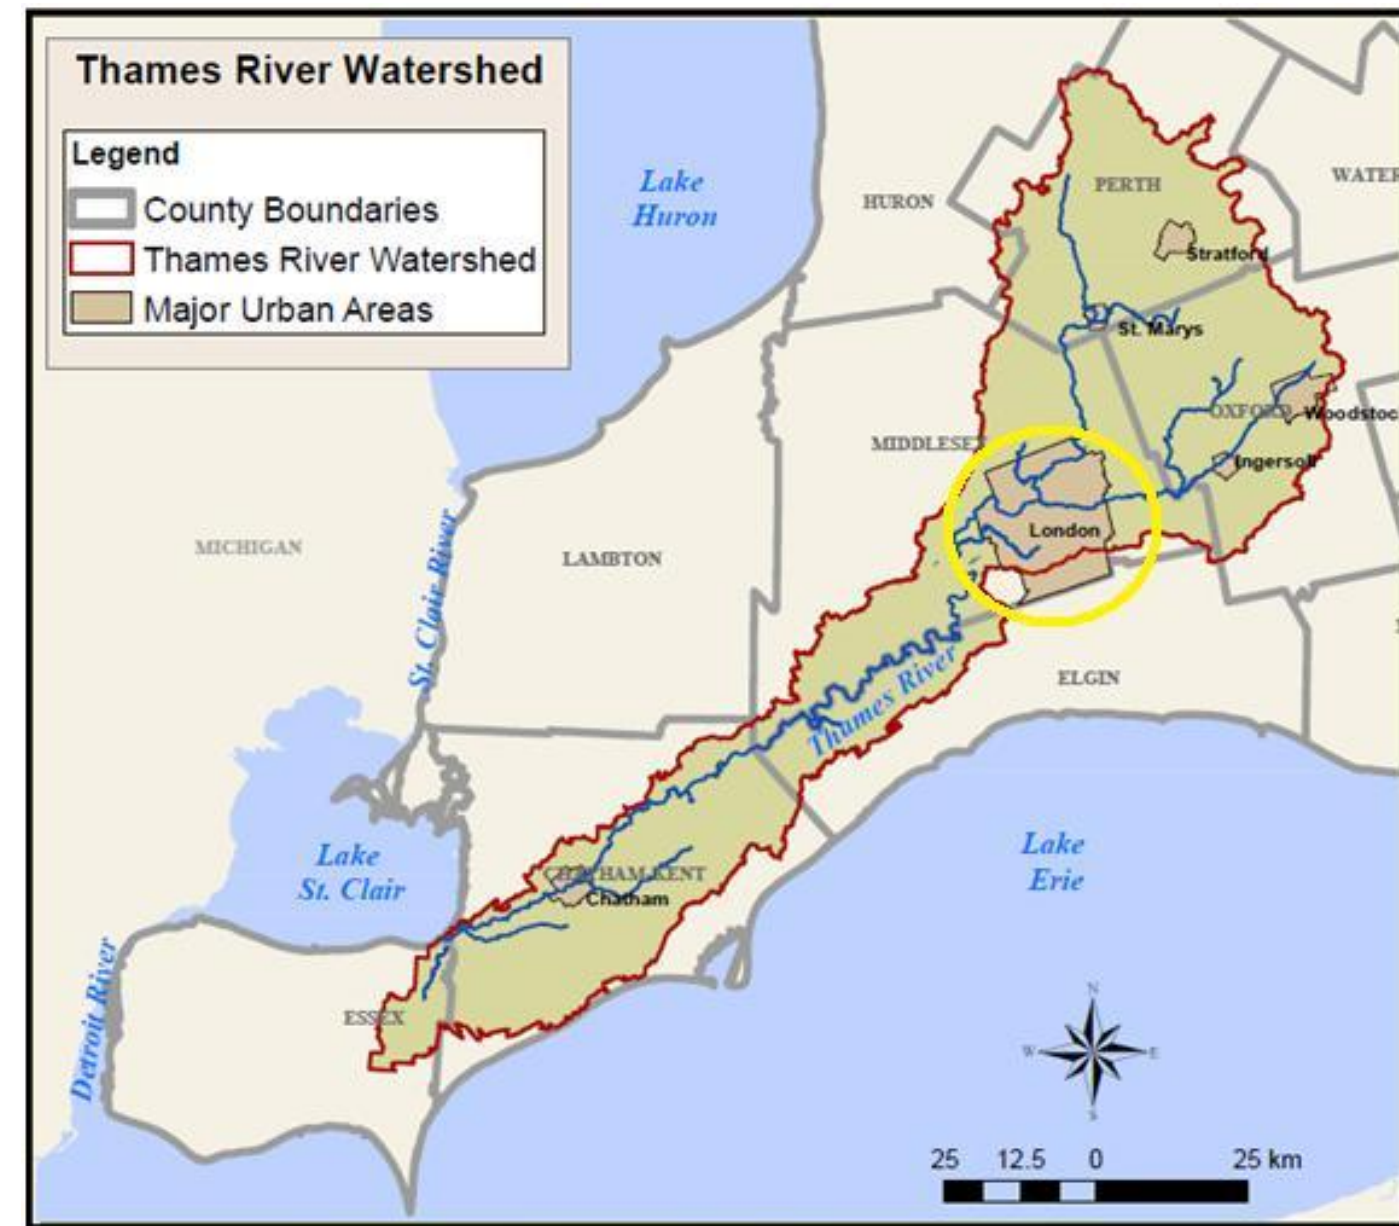 Thames River Watershed
Legend
County Boundaries
Thames River Watershed
Major Urban Areas
Lake
Huron
HURON
PERTH
Stratford
St. Marys
OXFORD
Ingersoll
MIDDLESEX
London
MICHIGAN
St. Clair River
LAMBTON
Thames River
ELGIN
Lake
St. Clair
CHATHAM-KENT
Chatham
Lake
Erie
ESSEX
Detroit River
N
W
E
S
25 12.5 0 25 km